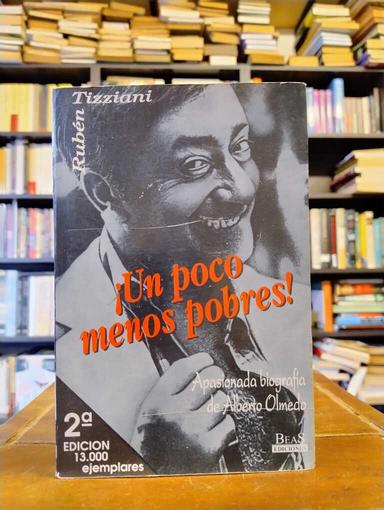 Rubén Tizziani
¡Un poco
menos pobres!
Apasionada biografía
de Alberto Olmedo
2ª
EDICION
13.000
ejemplares
BEAS
EDICIONES